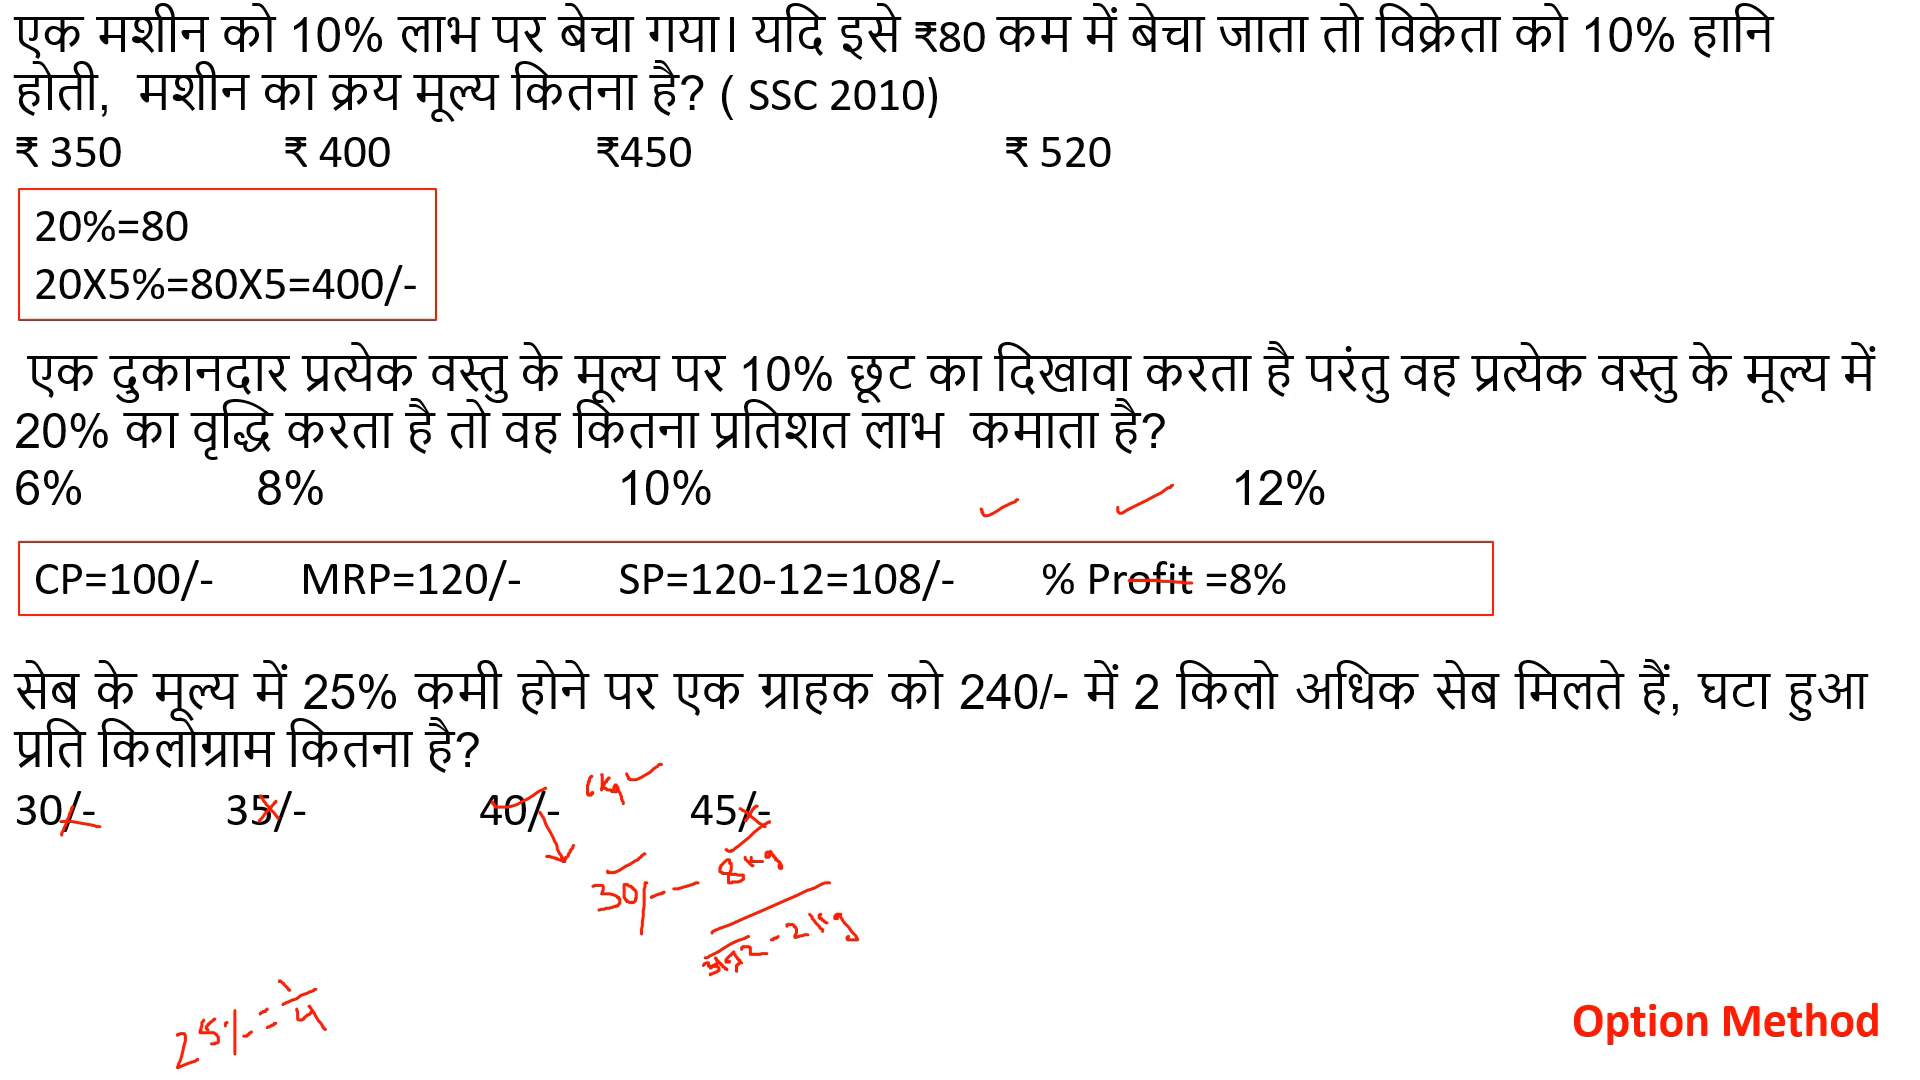 एक मशीन को 10% लाभ पर बेचा गया। यदि इसे ₹80 कम में बेचा जाता तो विक्रेता को 10% हानि
होती, मशीन का क्रय मूल्य कितना है? ( SSC 2010)
₹ 350 ₹ 400 ₹450 ₹ 520
20%=80
20X5%=80X5=400/-
एक दुकानदार प्रत्येक वस्तु के मूल्य पर 10% छूट का दिखावा करता है परंतु वह प्रत्येक वस्तु के मूल्य में
20% का वृद्धि करता है तो वह कितना प्रतिशत लाभ कमाता है?
6% 8% 10% 12%
CP=100/- MRP=120/- SP=120-12=108/- % Profit =8%
सेब के मूल्य में 25% कमी होने पर एक ग्राहक को 240/- में 2 किलो अधिक सेब मिलते हैं, घटा हुआ
प्रति किलोग्राम कितना है?
30/- 35/- 40/- 45/-
6kg
30/- - 8kg
अन्तर - 2kg
25% = 1/4
Option Method